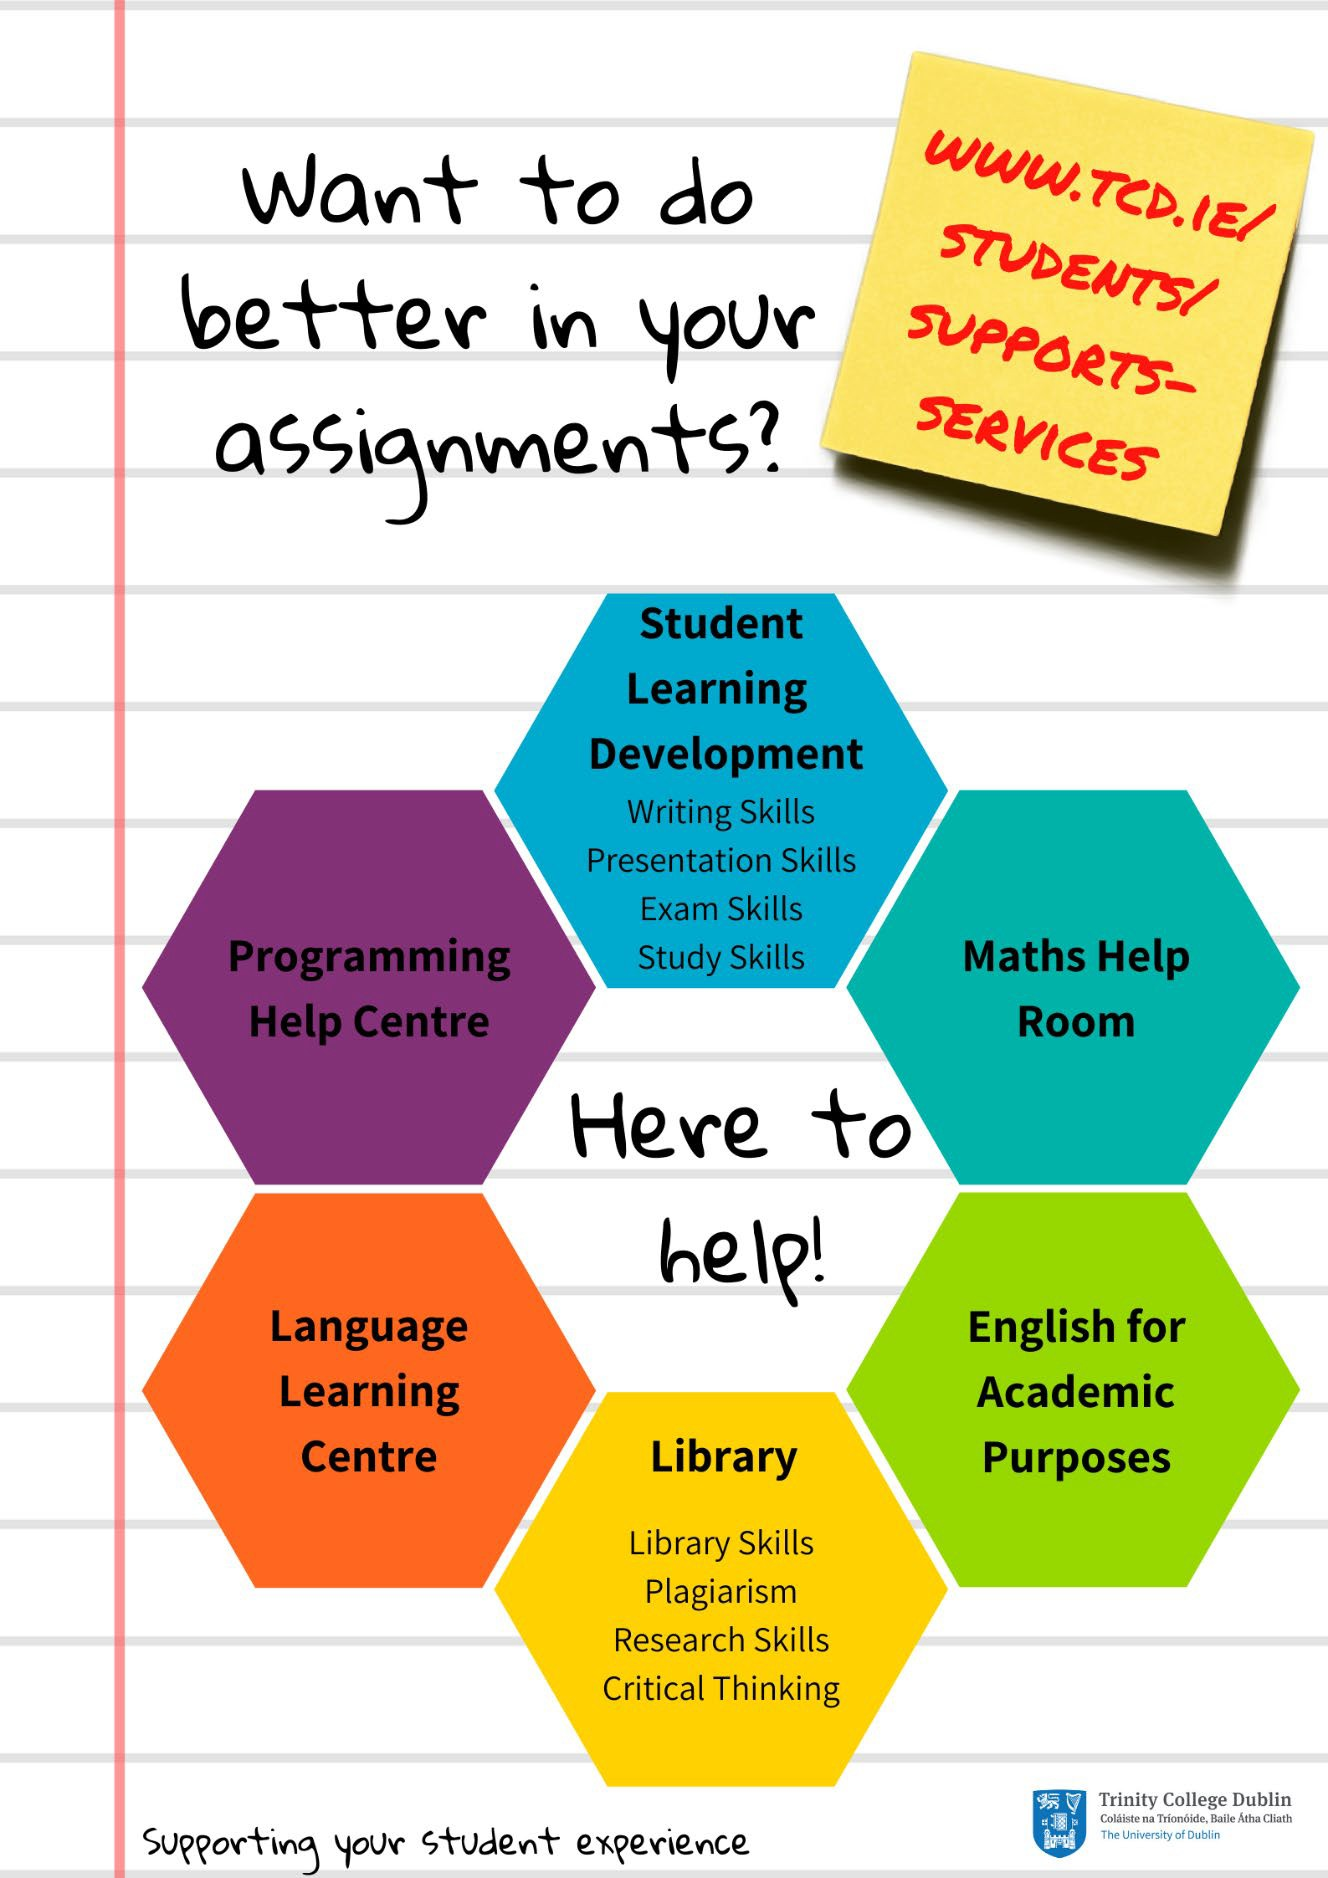 Want to do
better in your
assignments?
WWW.TCD.IE/
STUDENTS/
SUPPORTS-
SERVICES
Student
Learning
Development
Writing Skills
Presentation Skills
Exam Skills
Study Skills
Programming
Help Centre
Maths Help
Room
Here to
help!
Language
Learning
Centre
English for
Academic
Purposes
Library
Library Skills
Plagiarism
Research Skills
Critical Thinking
Supporting your student experience
Trinity College Dublin
Coláiste na Tríonóide, Baile Átha Cliath
The University of Dublin